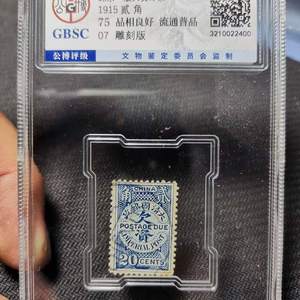 GBSC
公博评级
1915 贰 角
75 品相良好 流通普品
07 雕刻版
3210022400
文 物 鉴 定 委 员 会 监 制
CHINA
欠
資
POSTAGE DUE
IMPERIAL POST
20 CENTS